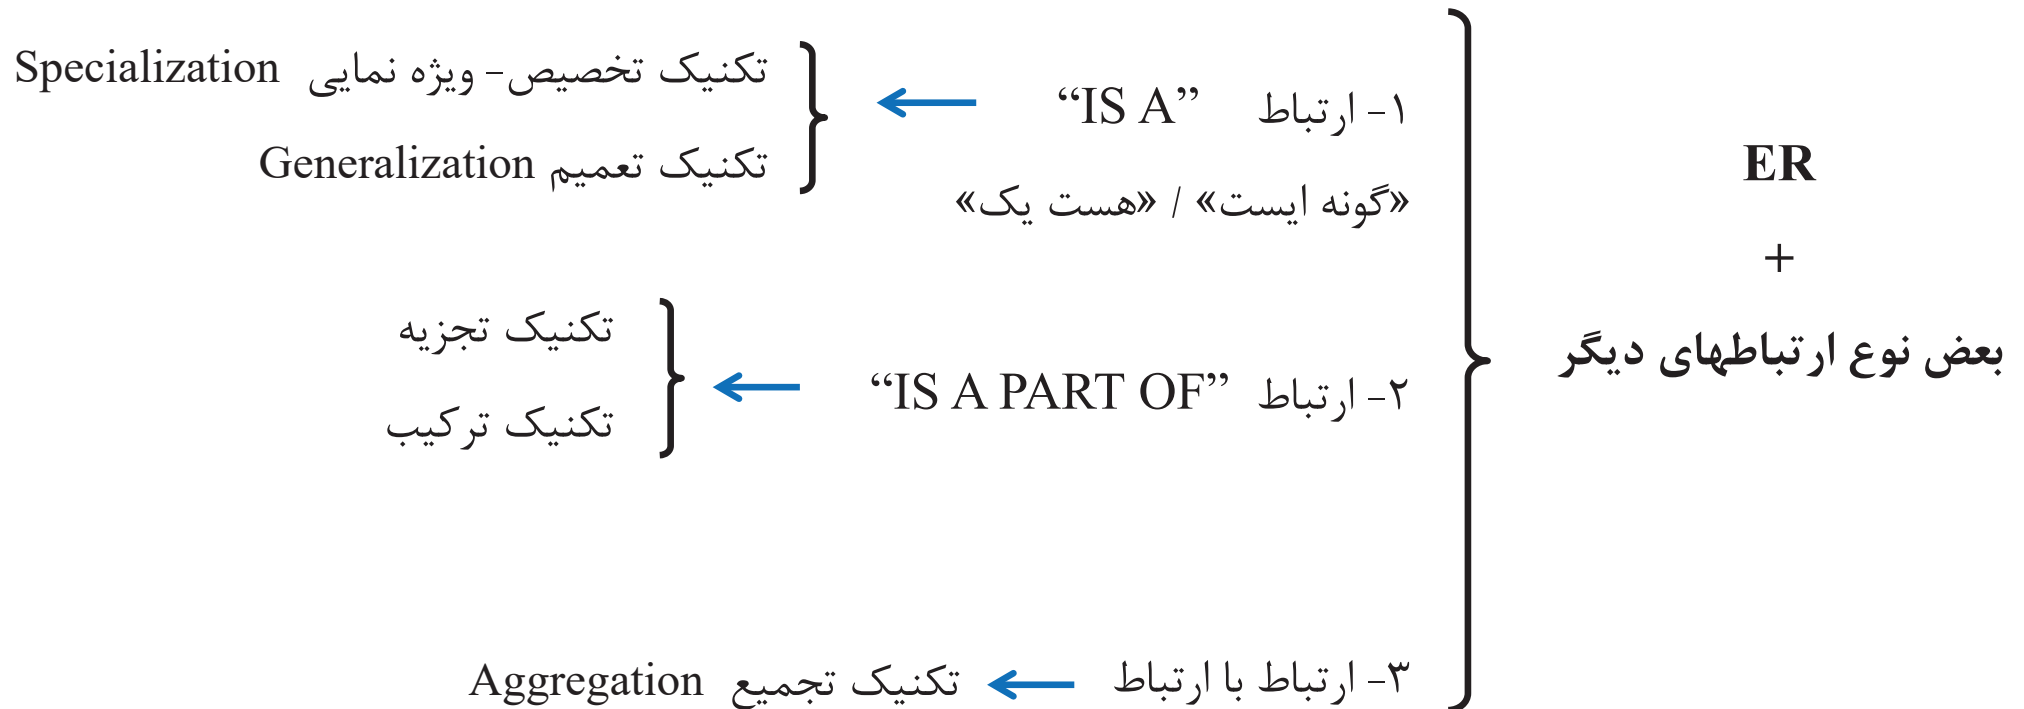 ER
+
بعض نوع ارتباطهای دیگر
۱- ارتباط “IS A”
«گونه ایست» / «هست یک»
تکنیک تخصیص- ویژه نمایی Specialization
تکنیک تعمیم Generalization
۲- ارتباط “IS A PART OF”
تکنیک تجزیه
تکنیک ترکیب
۳- ارتباط با ارتباط
تکنیک تجمیع Aggregation